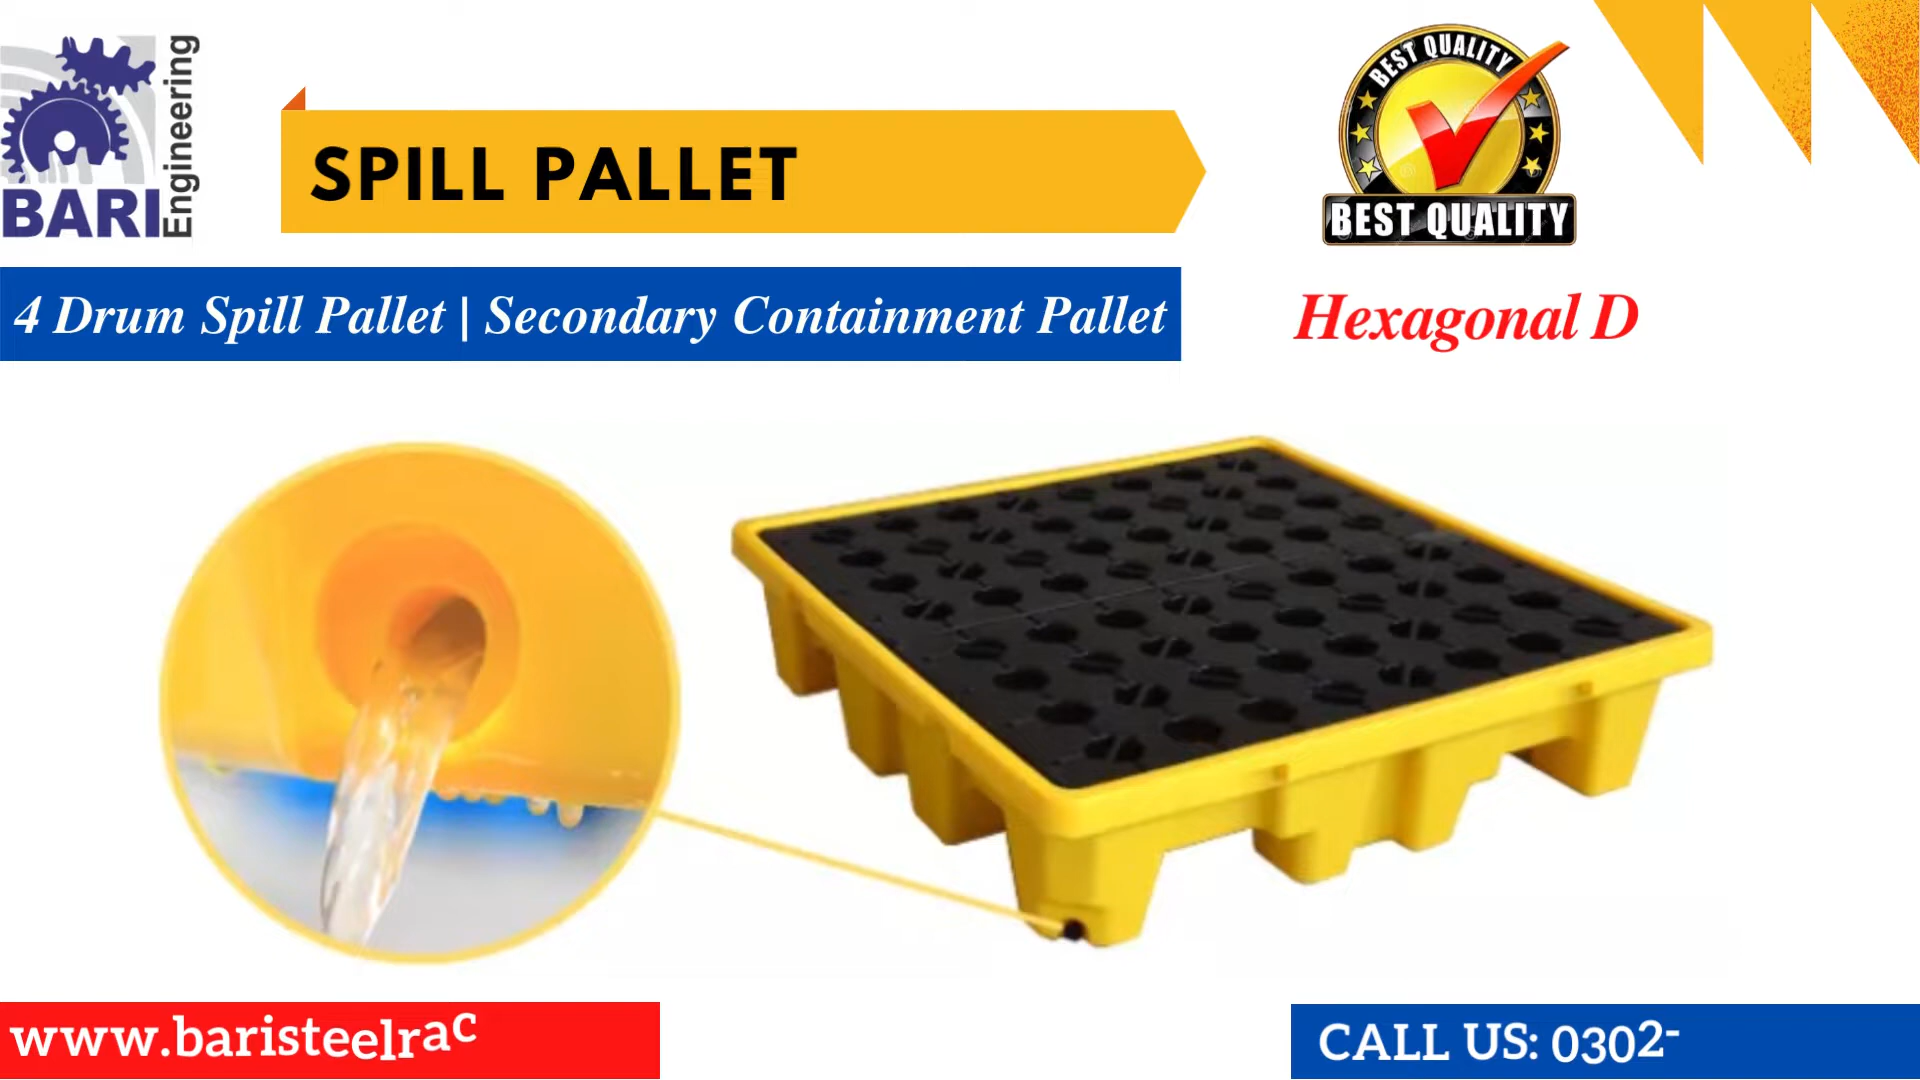 BARI
Engineering
SPILL PALLET
BEST QUALITY
BEST QUALITY
4 Drum Spill Pallet | Secondary Containment Pallet
Hexagonal D
www.baristeelrac
CALL US: 0302-